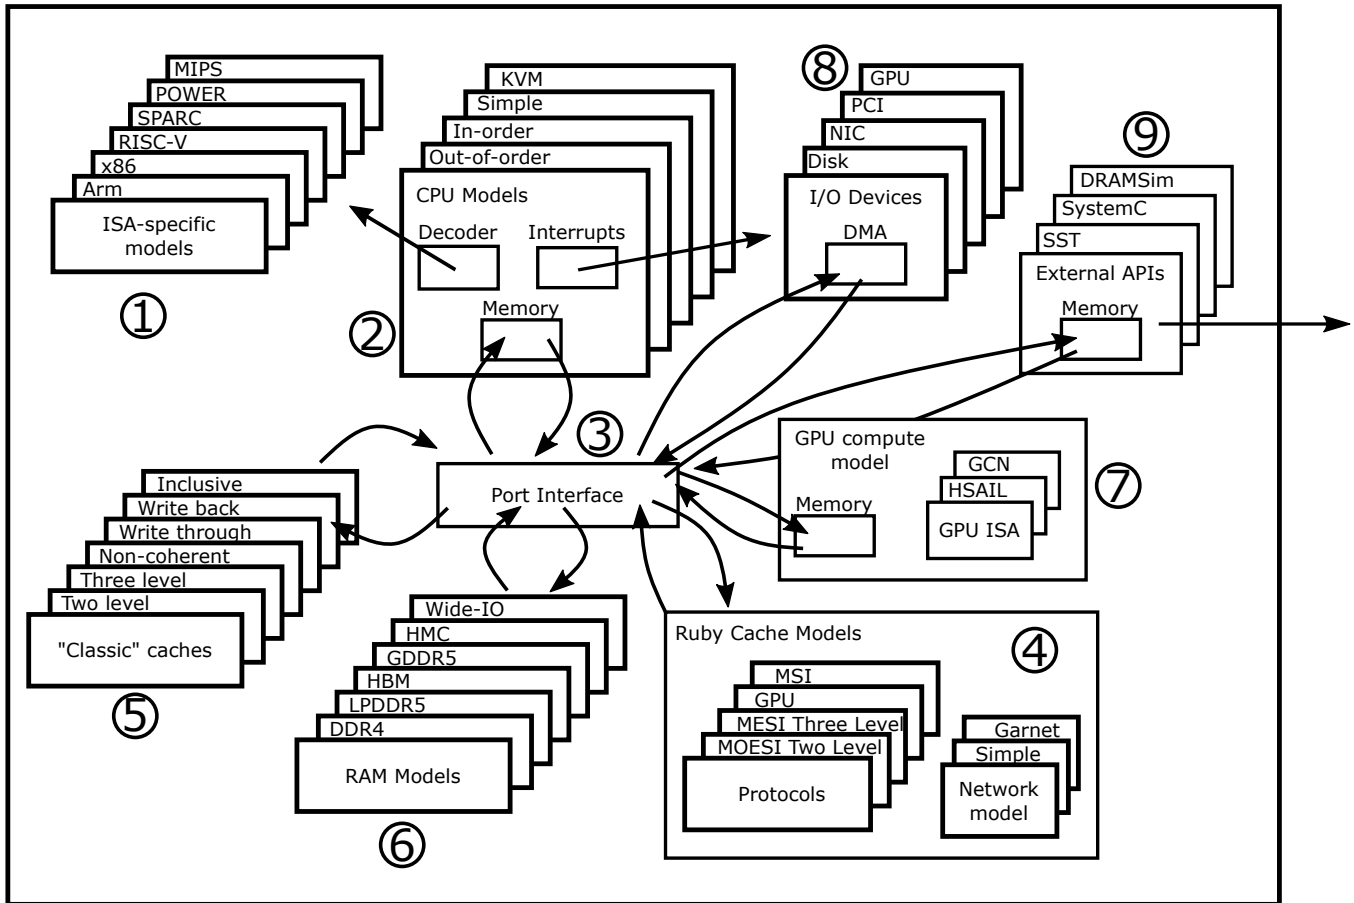 MIPS
POWER
SPARC
RISC-V
x86
Arm
ISA-specific
models
①
KVM
Simple
In-order
Out-of-order
CPU Models
Decoder
Interrupts
Memory
②
⑧
GPU
PCI
NIC
Disk
I/O Devices
DMA
⑨
DRAMSim
SystemC
SST
External APIs
Memory
③
Port Interface
GPU compute
model
Memory
GCN
HSAIL
GPU ISA
⑦
Inclusive
Write back
Write through
Non-coherent
Three level
Two level
"Classic" caches
⑤
Wide-IO
HMC
GDDR5
HBM
LPDDR5
DDR4
RAM Models
⑥
Ruby Cache Models
④
MSI
GPU
MESI Three Level
MOESI Two Level
Protocols
Garnet
Simple
Network
model